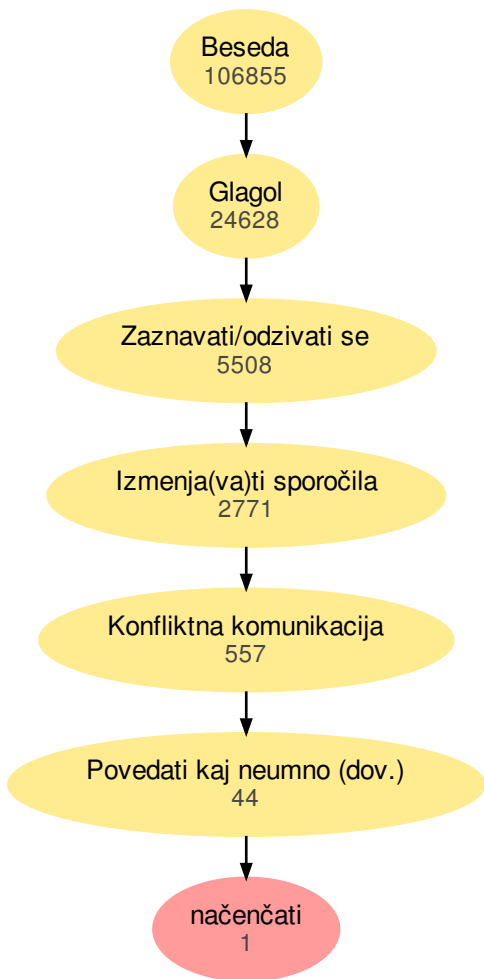 Beseda
106855
Glagol
24628
Zaznavati/odzivati se
5508
Izmenja(va)ti sporočila
2771
Konfliktna komunikacija
557
Povedati kaj neumno (dov.)
44
načenčati
1